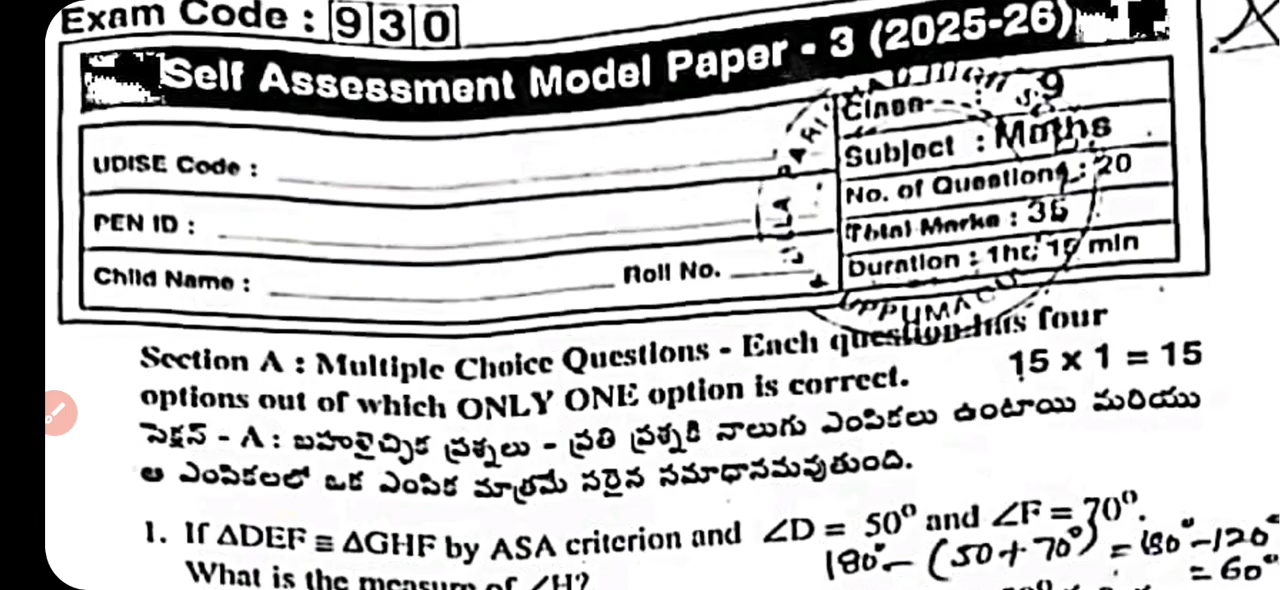 Exam Code : 930
Self Assessment Model Paper - 3 (2025-26)
UDISE Code :
PEN ID :
Child Name :
Roll No.
: 9
Subject : Maths
No. of Questions : 20
Total Marks : 35
Duration : 1hr, 15 min
Section A : Multiple Choice Questions - Each question has four
options out of which ONLY ONE option is correct.
15 x 1 = 15
సెక్షన్ - A : బహుళైచ్ఛిక ప్రశ్నలు - ప్రతి ప్రశ్నకి నాలుగు ఎంపికలు ఉంటాయి మరియు
ఆ ఎంపికలలో ఒక ఎంపిక మాత్రమే సరైన సమాధానమవుతుంది.
1. If ΔDEF ≡ ΔGHF by ASA criterion and ∠D = 50⁰ and ∠F = 70⁰.
180° - (50 + 70°) = 180° - 120°
= 60°
What is the measure of ∠H?